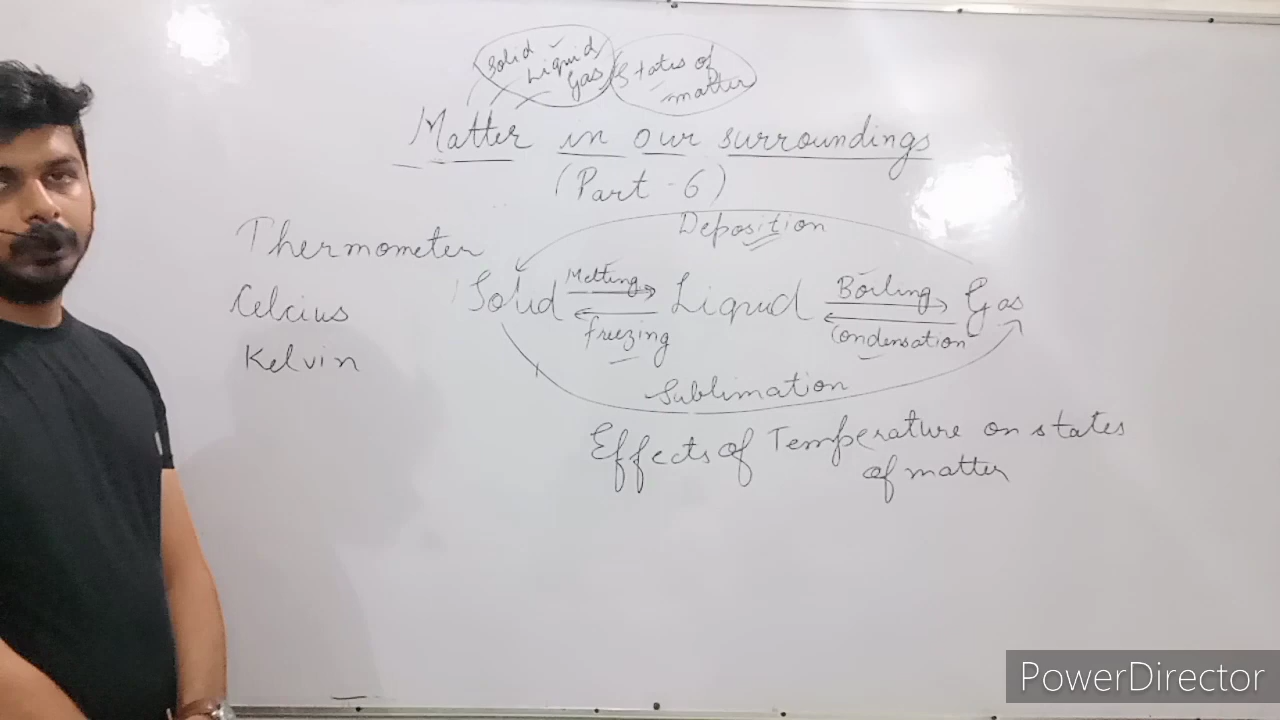 Solid
Liquid
Gas
States of
matter
Matter in our surroundings
(Part - 6)
Deposition
Thermometer
Solid Melting Liquid Boiling Gas
freezing
Condensation
Celcius
Kelvin
Sublimation
Effects of Temperature on states
of matter
PowerDirector